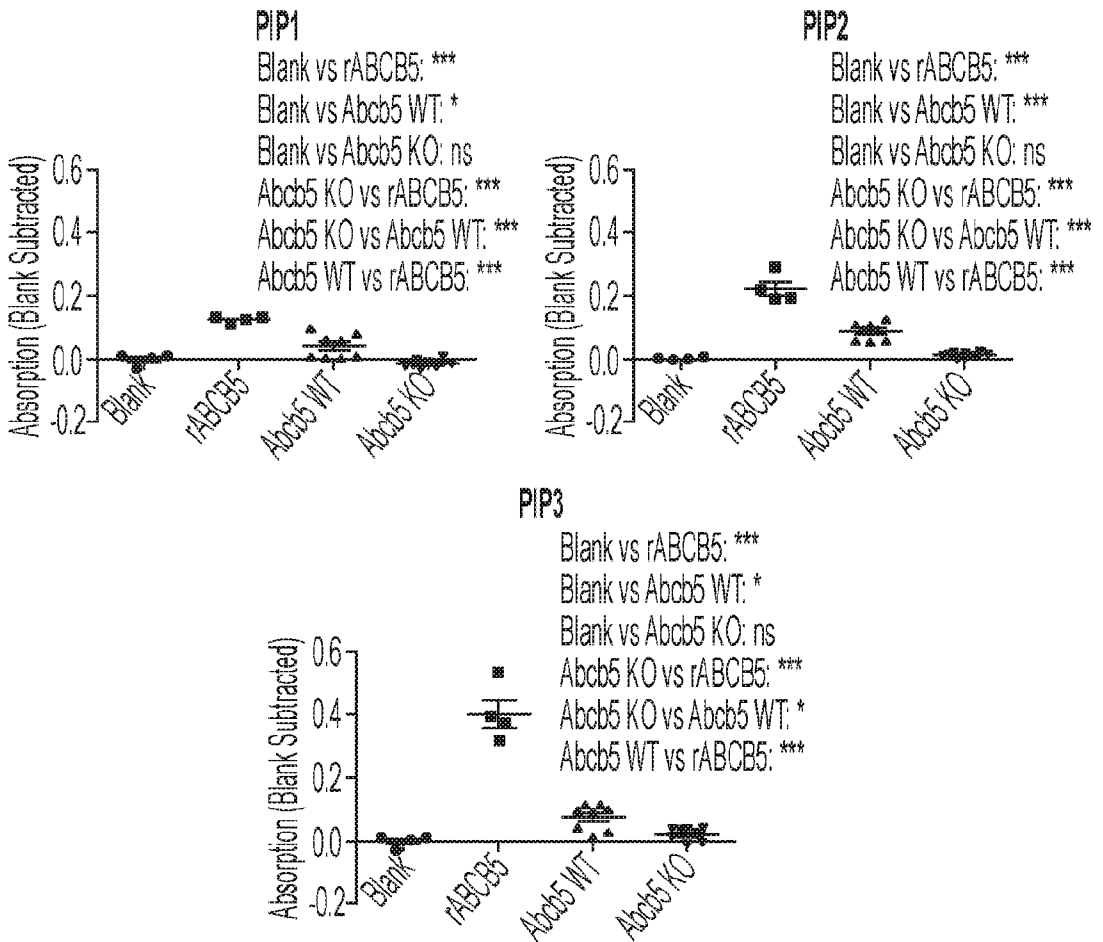 PIP1
Blank vs rABCB5: ***
Blank vs Abcb5 WT: *
Blank vs Abcb5 KO: ns
Abcb5 KO vs rABCB5: ***
Abcb5 KO vs Abcb5 WT: ***
Abcb5 WT vs rABCB5: ***
Absorption (Blank Subtracted)
0.6
0.4
0.2
0.0
-0.2
Blank
rABCB5
Abcb5 WT
Abcb5 KO
PIP2
Blank vs rABCB5: ***
Blank vs Abcb5 WT: ***
Blank vs Abcb5 KO: ns
Abcb5 KO vs rABCB5: ***
Abcb5 KO vs Abcb5 WT: ***
Abcb5 WT vs rABCB5: ***
Absorption (Blank Subtracted)
0.6
0.4
0.2
0.0
-0.2
Blank
rABCB5
Abcb5 WT
Abcb5 KO
PIP3
Blank vs rABCB5: ***
Blank vs Abcb5 WT: *
Blank vs Abcb5 KO: ns
Abcb5 KO vs rABCB5: ***
Abcb5 KO vs Abcb5 WT: *
Abcb5 WT vs rABCB5: ***
Absorption (Blank Subtracted)
0.6
0.4
0.2
0.0
-0.2
Blank
rABCB5
Abcb5 WT
Abcb5 KO